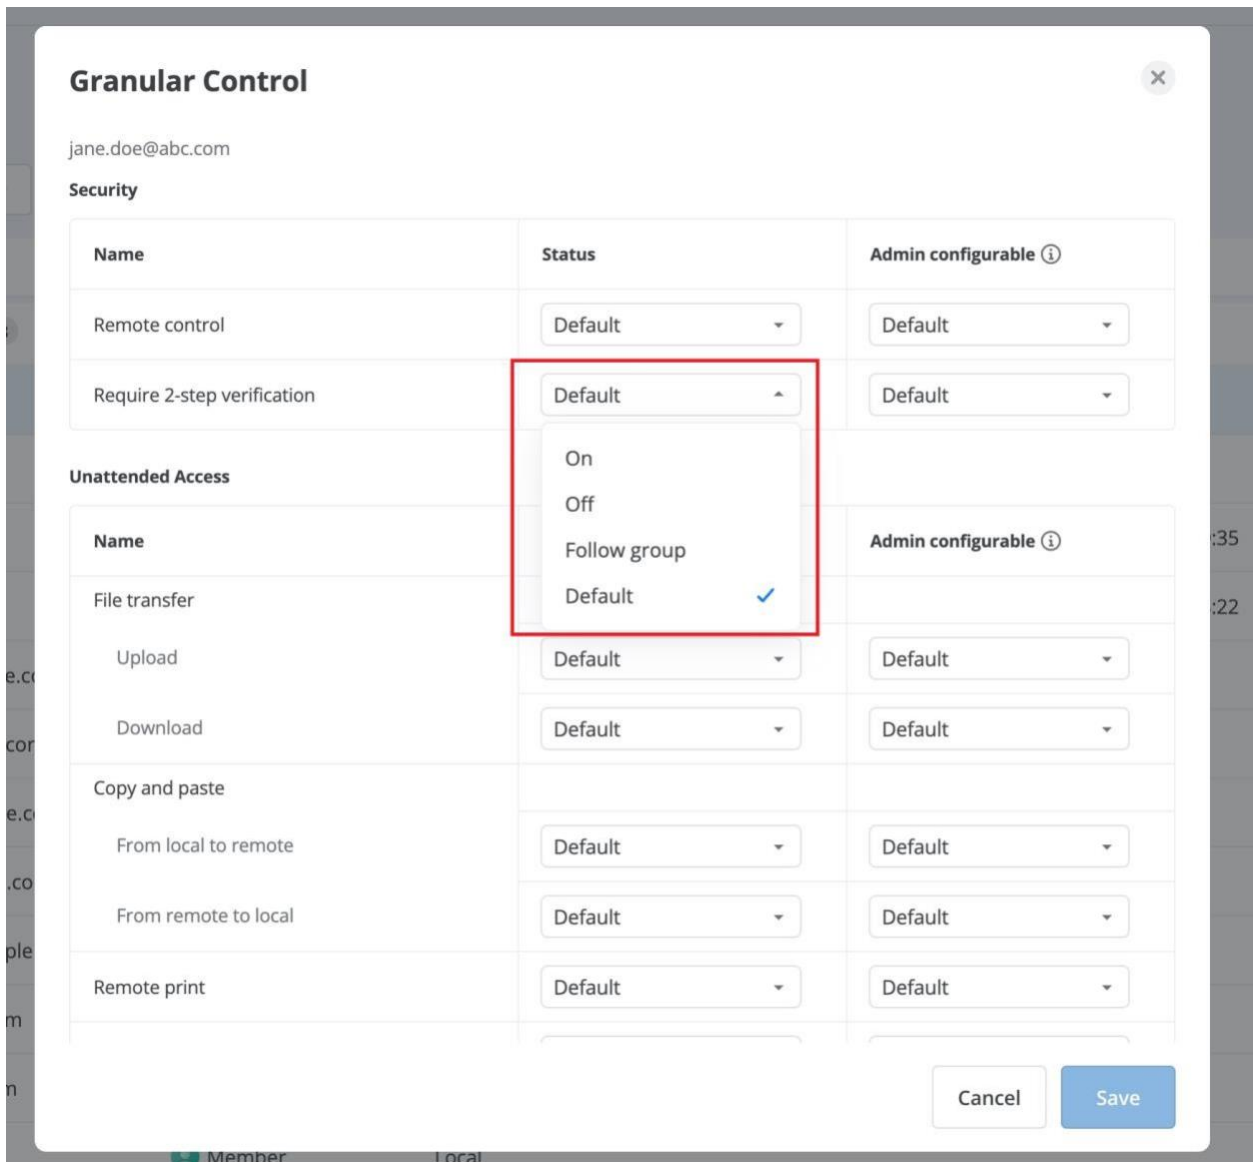 Granular Control
jane.doe@abc.com
Security
Name Status Admin configurable
Remote control Default Default
Require 2-step verification Default Default
On
Off
Follow group
Default
Unattended Access
Name Admin configurable
:35
File transfer
:22
Upload Default Default
e.c
Download Default Default
.cor
Copy and paste
e.c
From local to remote Default Default
.co
From remote to local Default Default
ple
Remote print Default Default
m
Cancel Save
Member Local